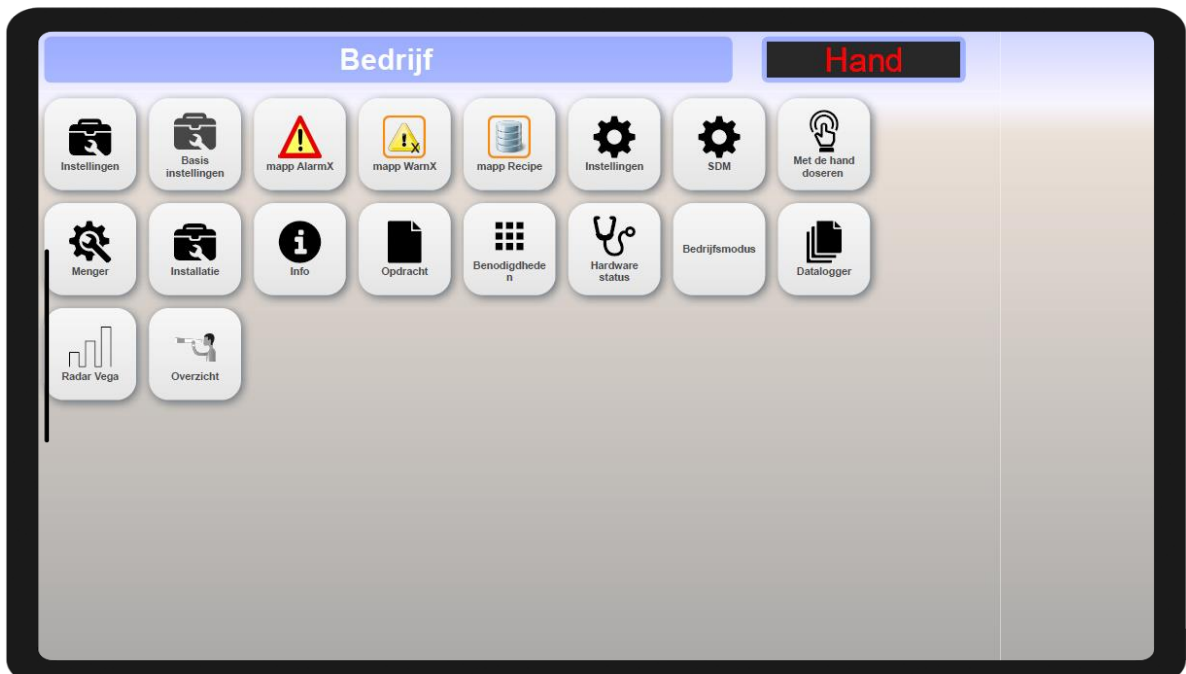 Bedrijf
Hand
Instellingen
Basis
instellingen
mapp AlarmX
mapp WarnX
mapp Recipe
Instellingen
SDM
Met de hand
doseren
Menger
Installatie
Info
Opdracht
Benodigdhede
n
Hardware
status
Bedrijfsmodus
Datalogger
Radar Vega
Overzicht